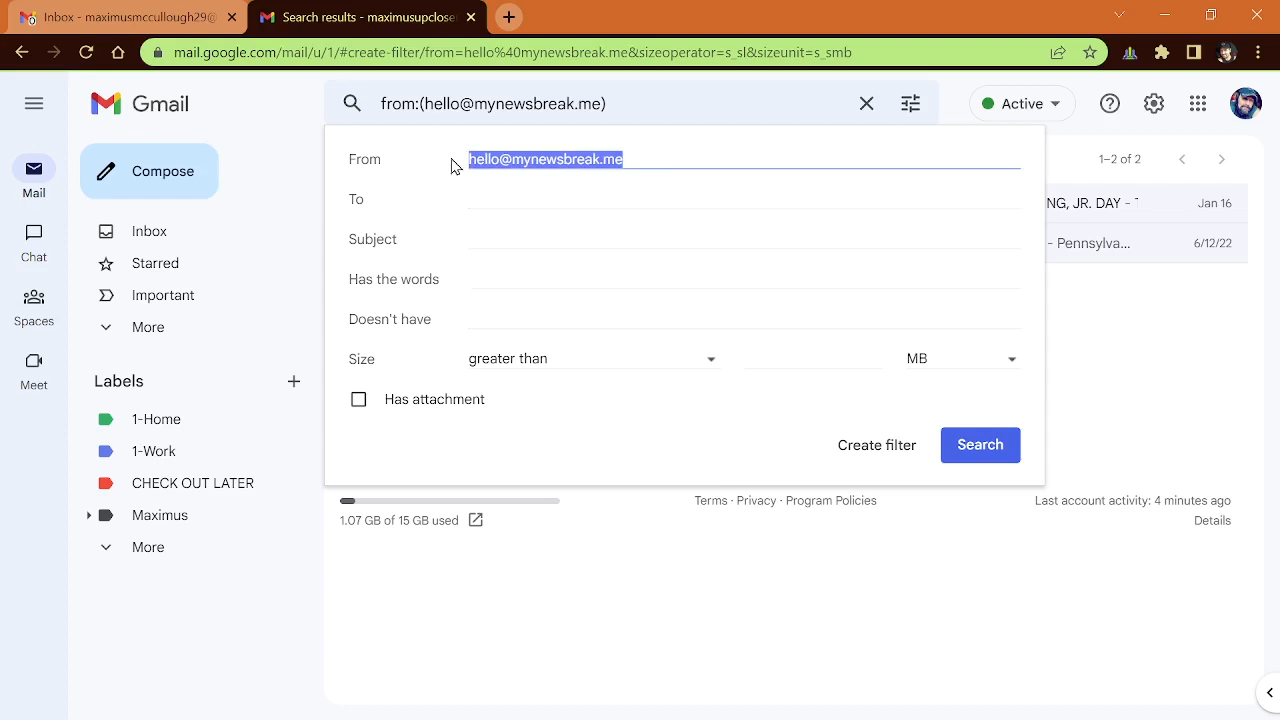 Inbox - maximusmccullough29@
Search results - maximusupclose
mail.google.com/mail/u/1/#create-filter/from=hello%40mynewsbreak.me&sizeoperator=s_sl&sizeunit=s_smb
Gmail
from:(hello@mynewsbreak.me)
Active
Mail
Chat
Spaces
Meet
Compose
Inbox
Starred
Important
More
Labels
1-Home
1-Work
CHECK OUT LATER
Maximus
More
From hello@mynewsbreak.me
To
Subject
Has the words
Doesn't have
Size greater than MB
Has attachment
Create filter Search
1–2 of 2
NG, JR. DAY - Jan 16
- Pennsylva... 6/12/22
1.07 GB of 15 GB used
Terms · Privacy · Program Policies
Last account activity: 4 minutes ago
Details